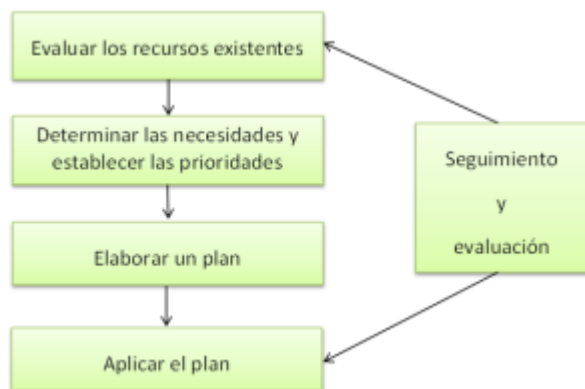 Evaluar los recursos existentes
Determinar las necesidades y
establecer las prioridades
Elaborar un plan
Aplicar el plan
Seguimiento
y
evaluación